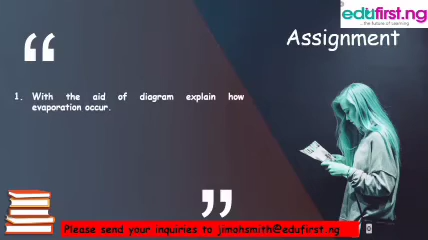 edufirst.ng
...the future of Learning
Assignment
“
1. With the aid of diagram explain how
evaporation occur.
”
Please send your inquiries to jimohsmith@edufirst.ng